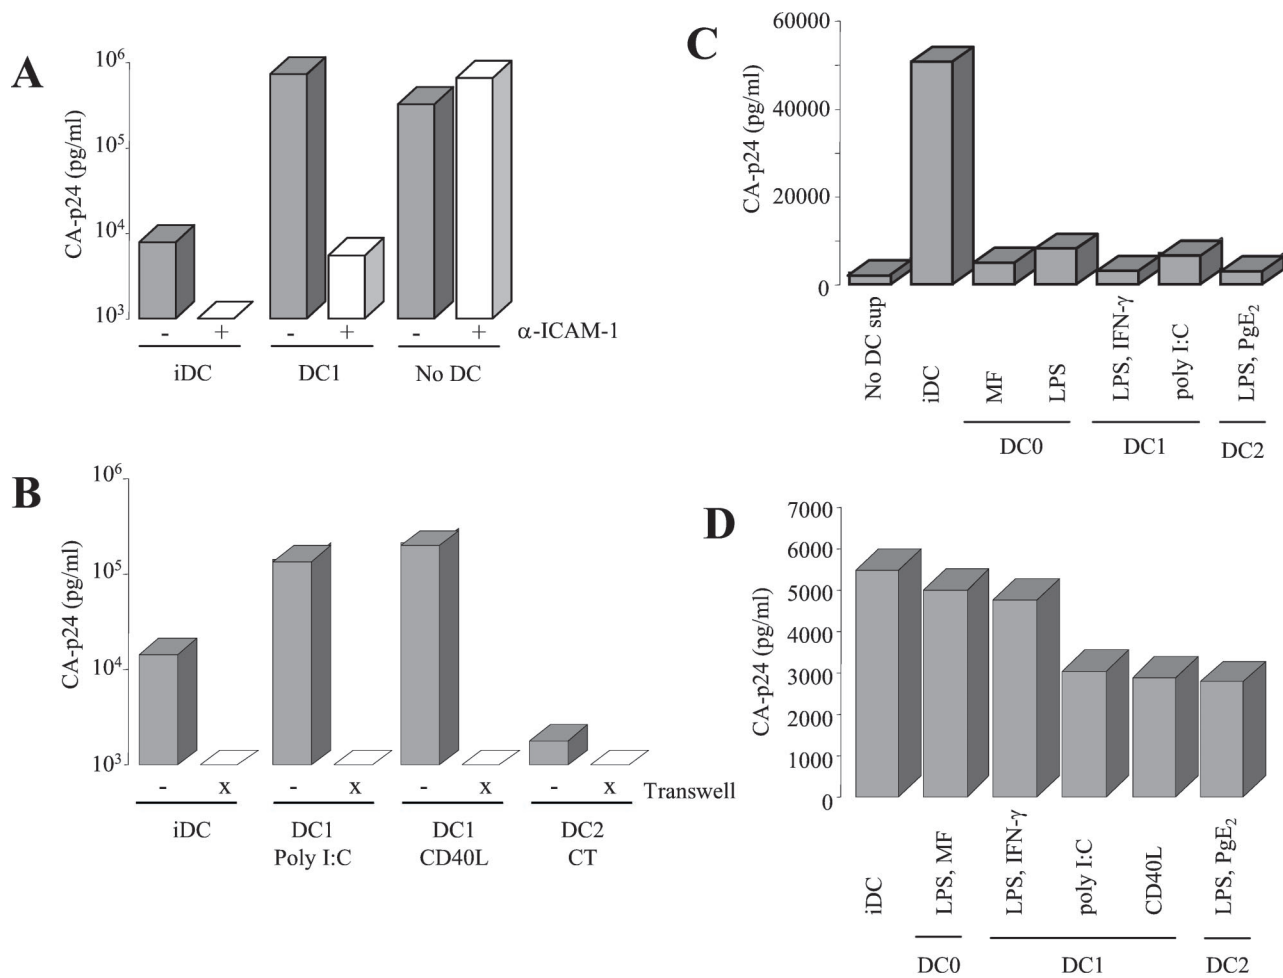 A
CA-p24 (pg/ml)
10⁶
10⁵
10⁴
10³
- + - + - + α-ICAM-1
iDC DC1 No DC
B
CA-p24 (pg/ml)
10⁶
10⁵
10⁴
10³
- x - x - x - x Transwell
iDC DC1 DC1 DC2
Poly I:C CD40L CT
C
CA-p24 (pg/ml)
60000
40000
20000
0
No DC sup
iDC
MF
LPS
LPS, IFN-γ
poly I:C
LPS, PgE₂
DC0 DC1 DC2
D
CA-p24 (pg/ml)
7000
6000
5000
4000
3000
2000
1000
0
iDC
LPS, MF
LPS, IFN-γ
poly I:C
CD40L
LPS, PgE₂
DC0 DC1 DC2